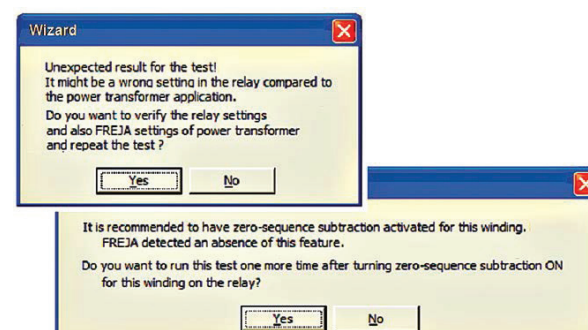 Wizard
Unexpected result for the test!
It might be a wrong setting in the relay compared to
the power transformer application.
Do you want to verify the relay settings
and also FREJA settings of power transformer
and repeat the test ?
Yes No
It is recommended to have zero-sequence subtraction activated for this winding.
FREJA detected an absence of this feature.
Do you want to run this test one more time after turning zero-sequence subtraction ON
for this winding on the relay?
Yes No